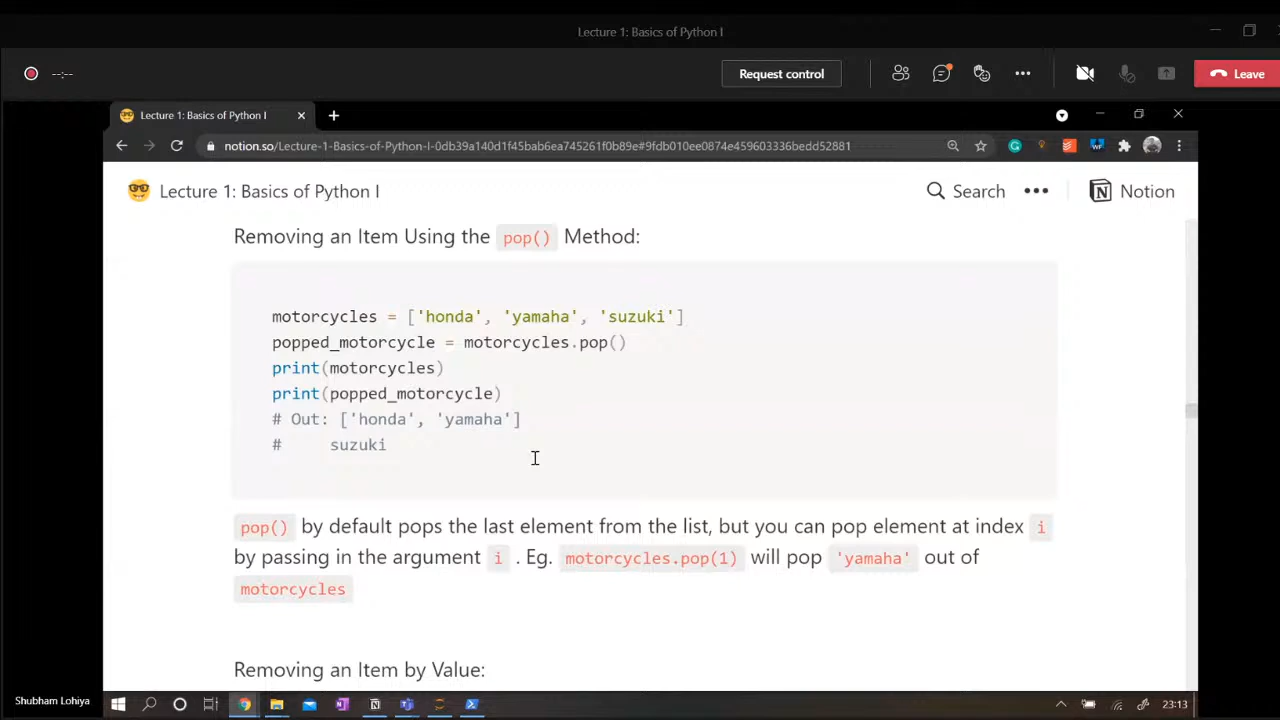 Lecture 1: Basics of Python I
--:--
Request control
Leave
Lecture 1: Basics of Python I
notion.so/Lecture-1-Basics-of-Python-I-0db39a140d1f45bab6ea745261f0b89e#9fdb010ee0874e459603336bedd52881
Lecture 1: Basics of Python I
Search
Notion
Removing an Item Using the pop() Method:
motorcycles = ['honda', 'yamaha', 'suzuki']
popped_motorcycle = motorcycles.pop()
print(motorcycles)
print(popped_motorcycle)
# Out: ['honda', 'yamaha']
#     suzuki
pop() by default pops the last element from the list, but you can pop element at index i
by passing in the argument i . Eg. motorcycles.pop(1) will pop 'yamaha' out of
motorcycles
Removing an Item by Value:
Shubham Lohiya
23:13